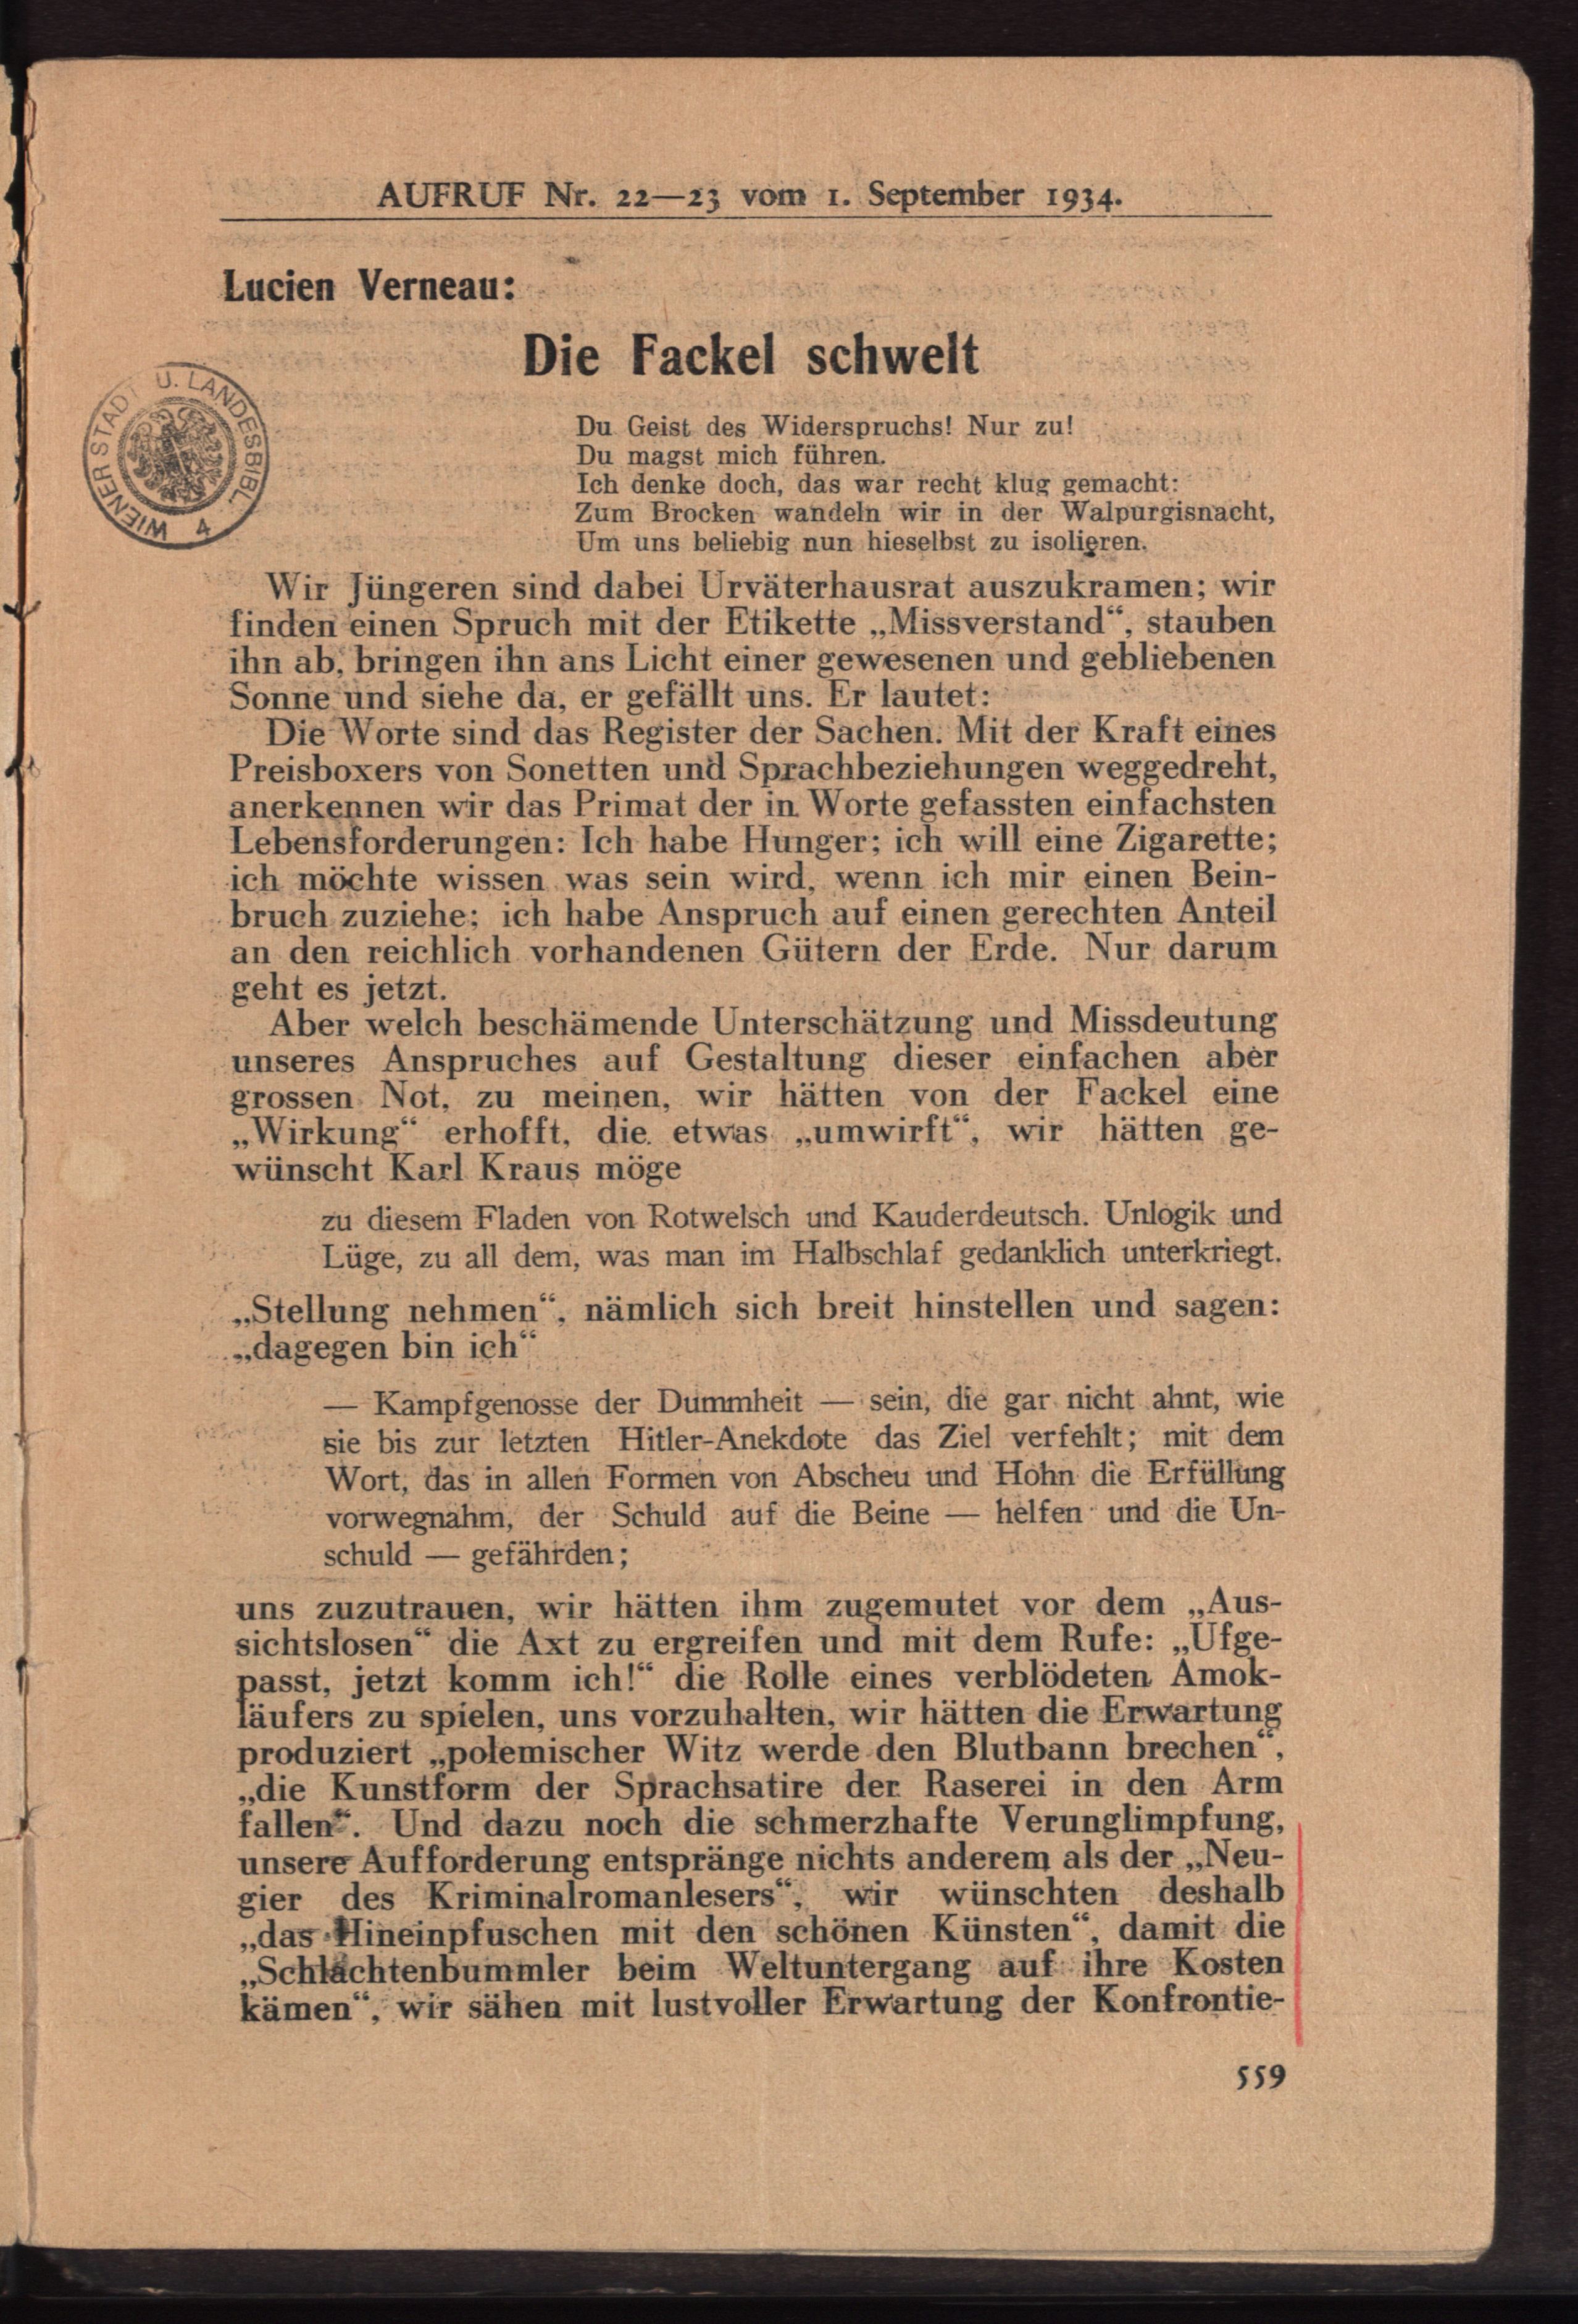 AUFRUF Nr. 22—23 vom 1. September 1934.
Lucien Verneau:
Die Fackel schwelt
WIENER STADT U. LANDESBIBL. 4
Du Geist des Widerspruchs! Nur zu!
Du magst mich führen.
Ich denke doch, das war recht klug gemacht:
Zum Brocken wandeln wir in der Walpurgisnacht,
Um uns beliebig nun hieselbst zu isolieren.
Wir Jüngeren sind dabei Urväterhausrat auszukramen; wir
finden einen Spruch mit der Etikette „Missverstand“, stauben
ihn ab, bringen ihn ans Licht einer gewesenen und gebliebenen
Sonne und siehe da, er gefällt uns. Er lautet:
Die Worte sind das Register der Sachen. Mit der Kraft eines
Preisboxers von Sonetten und Sprachbeziehungen weggedreht,
anerkennen wir das Primat der in Worte gefassten einfachsten
Lebensforderungen: Ich habe Hunger; ich will eine Zigarette;
ich möchte wissen was sein wird, wenn ich mir einen Bein-
bruch zuziehe; ich habe Anspruch auf einen gerechten Anteil
an den reichlich vorhandenen Gütern der Erde. Nur darum
geht es jetzt.
Aber welch beschämende Unterschätzung und Missdeutung
unseres Anspruches auf Gestaltung dieser einfachen aber
grossen Not, zu meinen, wir hätten von der Fackel eine
„Wirkung“ erhofft, die etwas „umwirft“, wir hätten ge-
wünscht Karl Kraus möge
zu diesem Fladen von Rotwelsch und Kauderdeutsch. Unlogik und
Lüge, zu all dem, was man im Halbschlaf gedanklich unterkriegt.
„Stellung nehmen“, nämlich sich breit hinstellen und sagen:
„dagegen bin ich“
— Kampfgenosse der Dummheit — sein, die gar nicht ahnt, wie
sie bis zur letzten Hitler-Anekdote das Ziel verfehlt; mit dem
Wort, das in allen Formen von Abscheu und Hohn die Erfüllung
vorwegnahm, der Schuld auf die Beine — helfen und die Un-
schuld — gefährden;
uns zuzutrauen, wir hätten ihm zugemutet vor dem „Aus-
sichtslosen“ die Axt zu ergreifen und mit dem Rufe: „Ufge-
passt, jetzt komm ich!“ die Rolle eines verblödeten Amok-
läufers zu spielen, uns vorzuhalten, wir hätten die Erwartung
produziert „polemischer Witz werde den Blutbann brechen“,
„die Kunstform der Sprachsatire der Raserei in den Arm
fallen“. Und dazu noch die schmerzhafte Verunglimpfung,
unsere Aufforderung entspränge nichts anderem als der „Neu-
gier des Kriminalromanlesers“, wir wünschten deshalb
„das Hineinpfuschen mit den schönen Künsten“, damit die
„Schlachtenbummler beim Weltuntergang auf ihre Kosten
kämen“, wir sähen mit lustvoller Erwartung der Konfrontie-
559